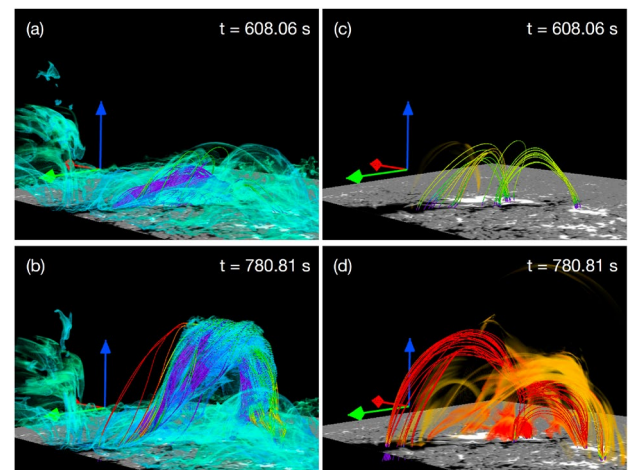 (a) t = 608.06 s
(c) t = 608.06 s
(b) t = 780.81 s
(d) t = 780.81 s